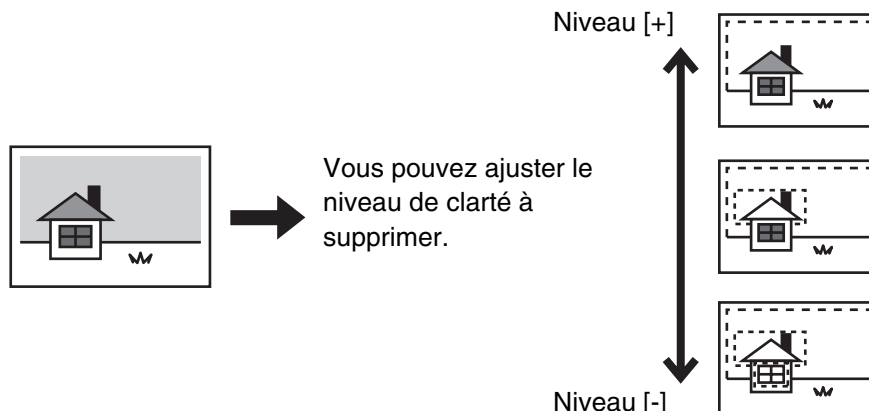 Niveau [+]
Vous pouvez ajuster le
niveau de clarté à
supprimer.
Niveau [-]